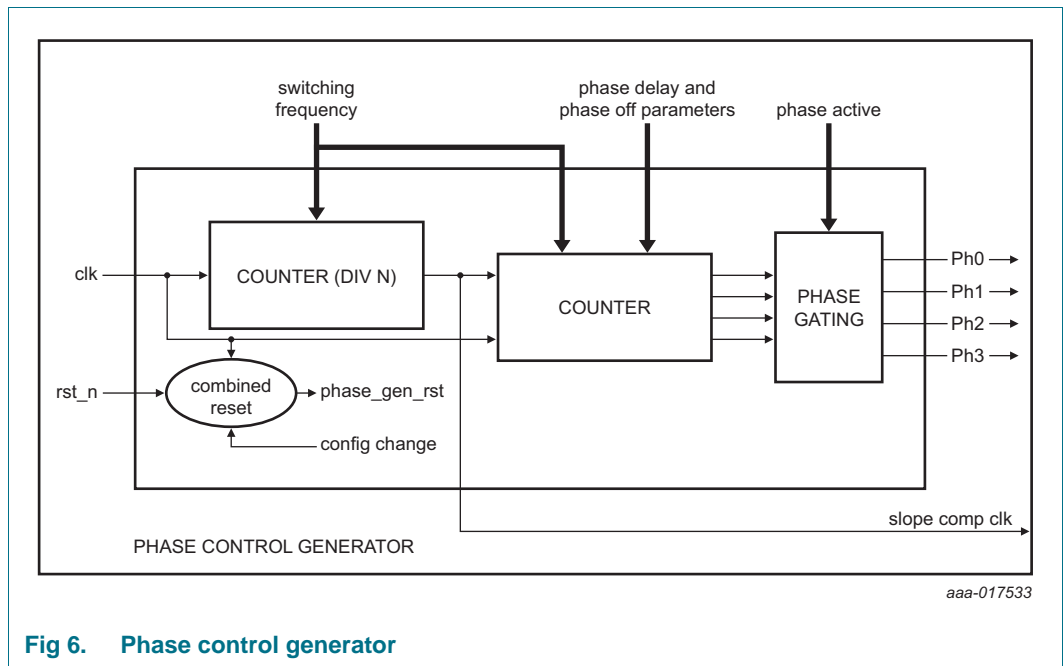 switching
frequency
phase delay and
phase off parameters
phase active
clk
COUNTER (DIV N)
COUNTER
PHASE
GATING
Ph0
Ph1
Ph2
Ph3
rst_n
combined
reset
phase_gen_rst
config change
slope comp clk
PHASE CONTROL GENERATOR
aaa-017533
Fig 6. Phase control generator